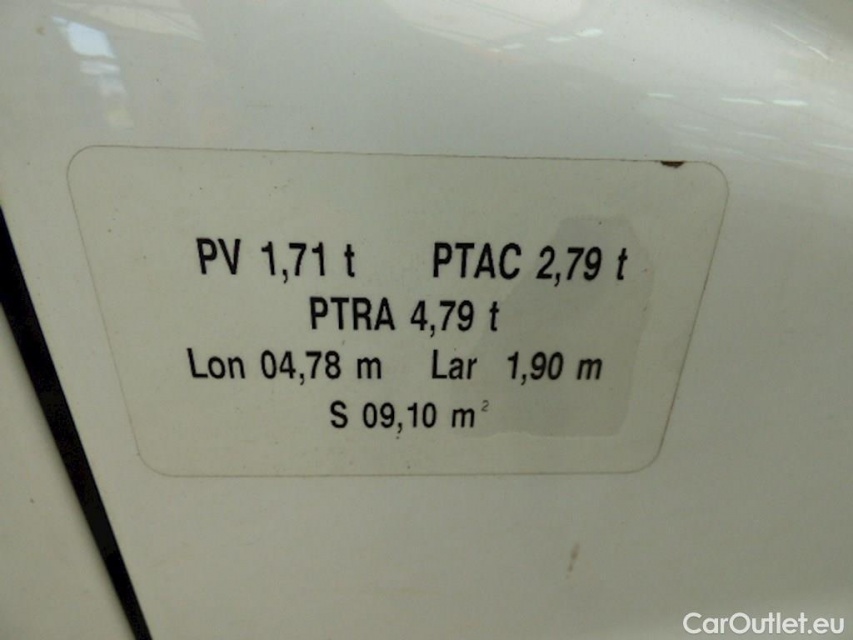 PV 1,71 t PTAC 2,79 t
PTRA 4,79 t
Lon 04,78 m Lar 1,90 m
S 09,10 m²
CarOutlet.eu